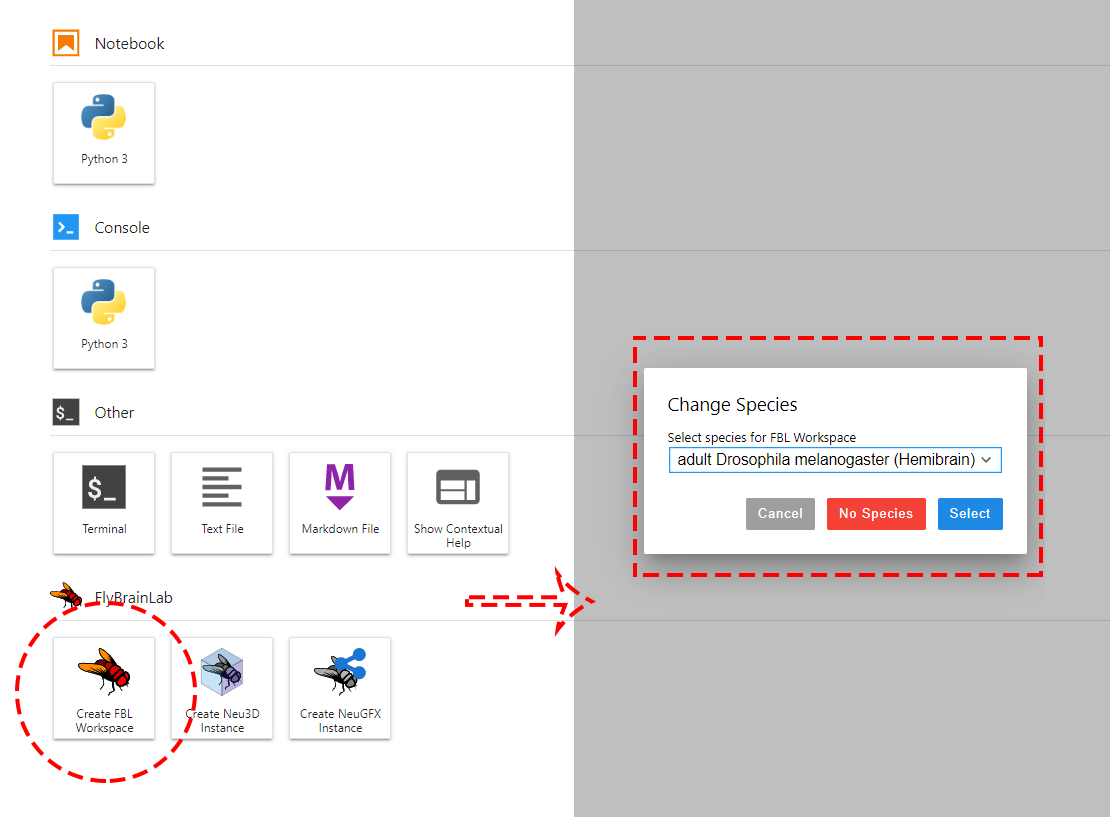 Notebook
Python 3
Console
Python 3
$_ Other
$_
Terminal
Text File
M
Markdown File
Show Contextual
Help
FlyBrainLab
Create FBL
Workspace
Create Neu3D
Instance
Create NeuGFX
Instance
Change Species
Select species for FBL Workspace
adult Drosophila melanogaster (Hemibrain)
Cancel
No Species
Select